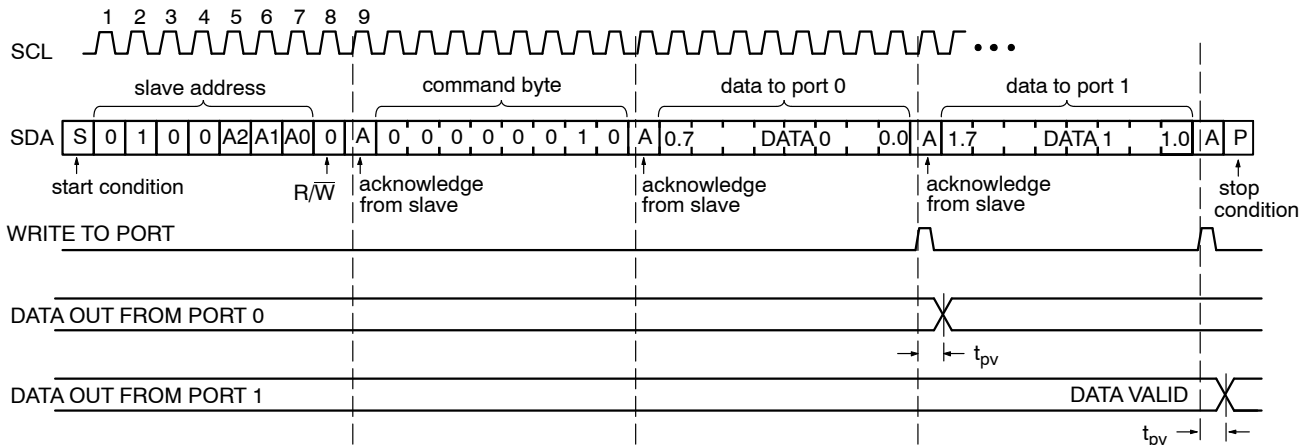 1 2 3 4 5 6 7 8 9
SCL
slave address command byte data to port 0 data to port 1
SDA S 0 1 0 0 A2 A1 A0 0 A 0 0 0 0 0 0 1 0 A 0.7 DATA 0 0.0 A 1.7 DATA 1 1.0 A P
start condition R/W̅ acknowledge from slave acknowledge from slave acknowledge from slave stop condition
WRITE TO PORT
DATA OUT FROM PORT 0
tpv
DATA OUT FROM PORT 1 DATA VALID
tpv